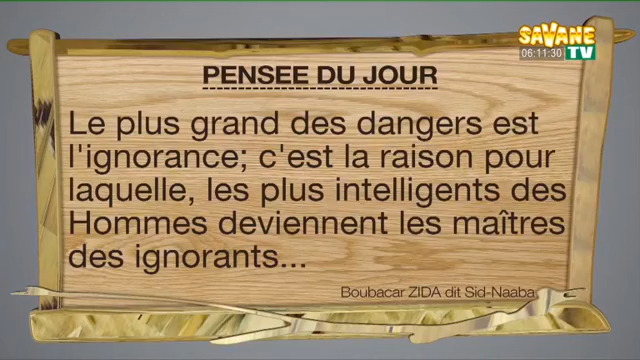 SAVANE
TV
06:11:30
PENSEE DU JOUR
Le plus grand des dangers est
l'ignorance; c'est la raison pour
laquelle, les plus intelligents des
Hommes deviennent les maîtres
des ignorants...
Boubacar ZIDA dit Sid-Naaba